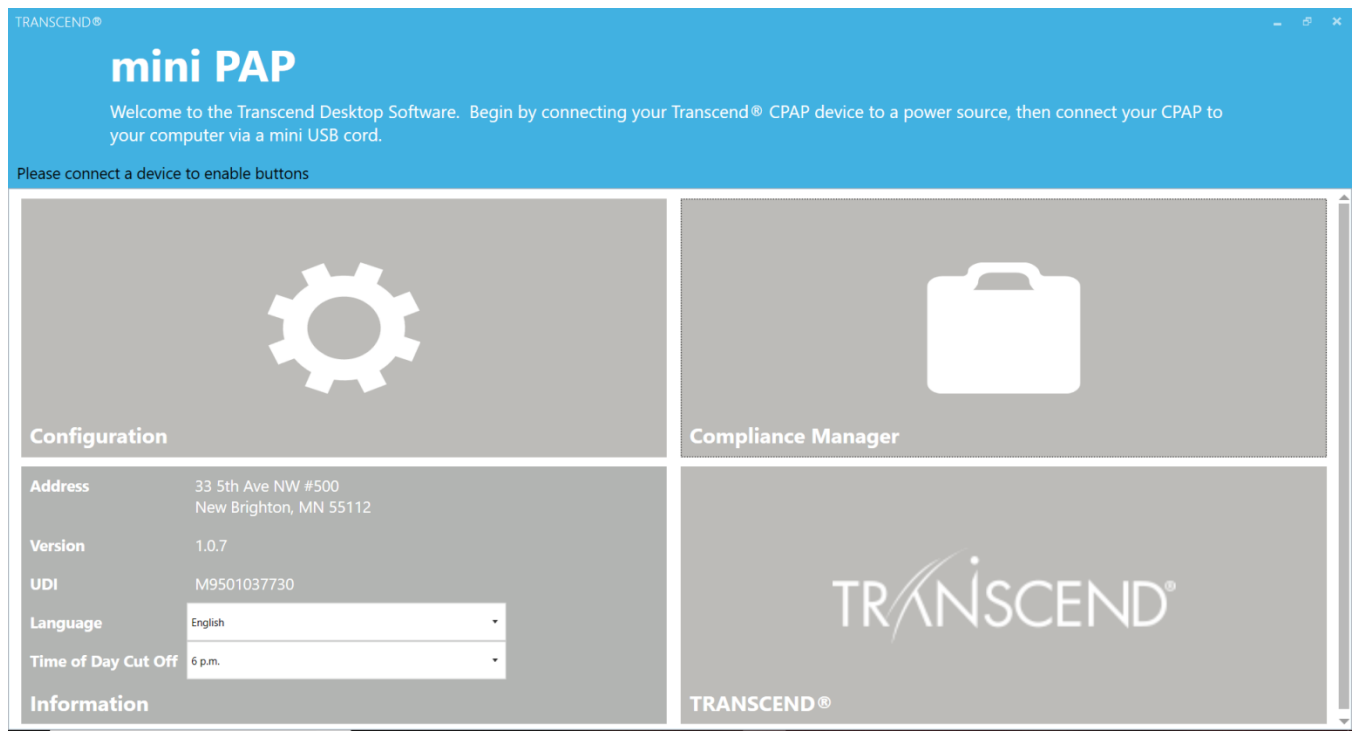 TRANSCEND®
mini PAP
Welcome to the Transcend Desktop Software. Begin by connecting your Transcend® CPAP device to a power source, then connect your CPAP to
your computer via a mini USB cord.
Please connect a device to enable buttons
Configuration
Compliance Manager
Address 33 5th Ave NW #500
New Brighton, MN 55112
Version 1.0.7
UDI M9501037730
Language English
Time of Day Cut Off 6 p.m.
Information
TRANSCEND®
TRANSCEND®